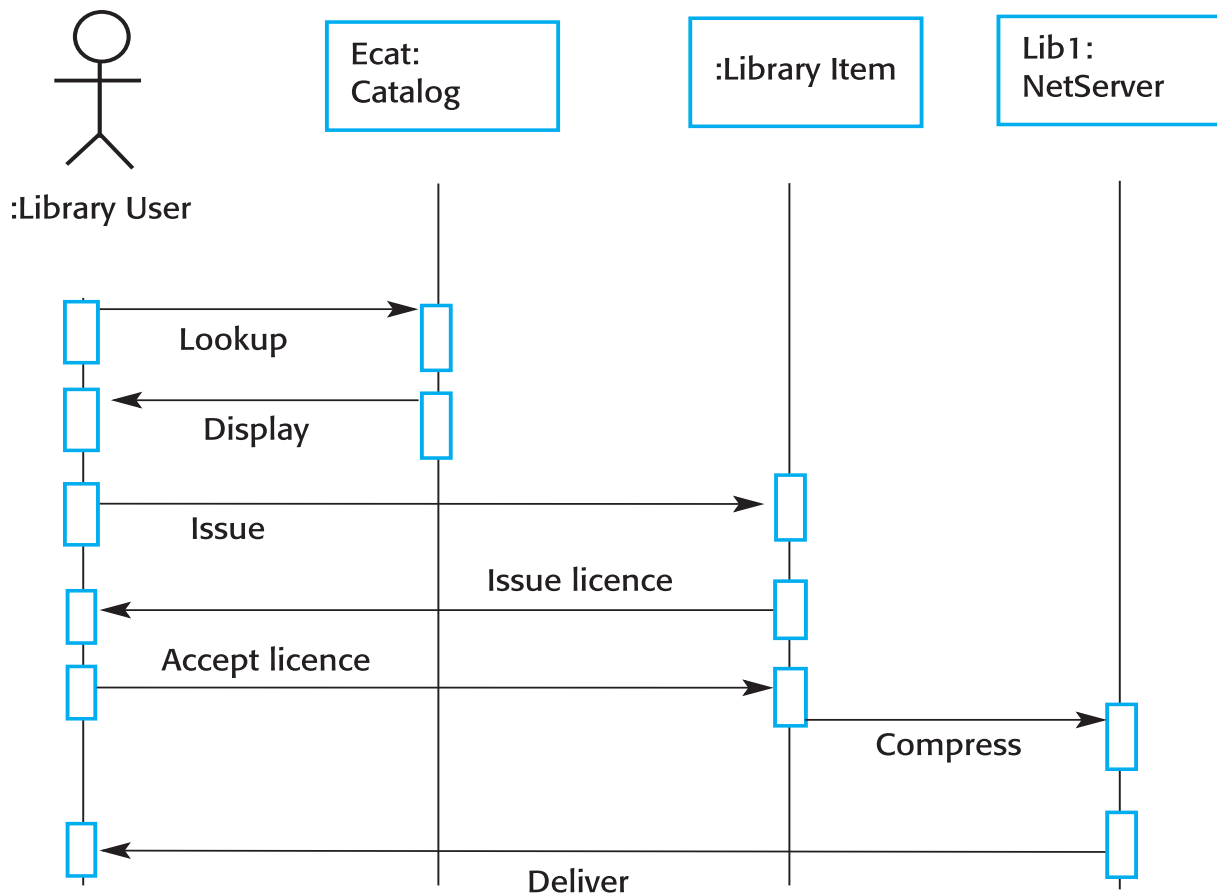 Ecat:
Catalog
:Library Item
Lib1:
NetServer
:Library User
Lookup
Display
Issue
Issue licence
Accept licence
Compress
Deliver